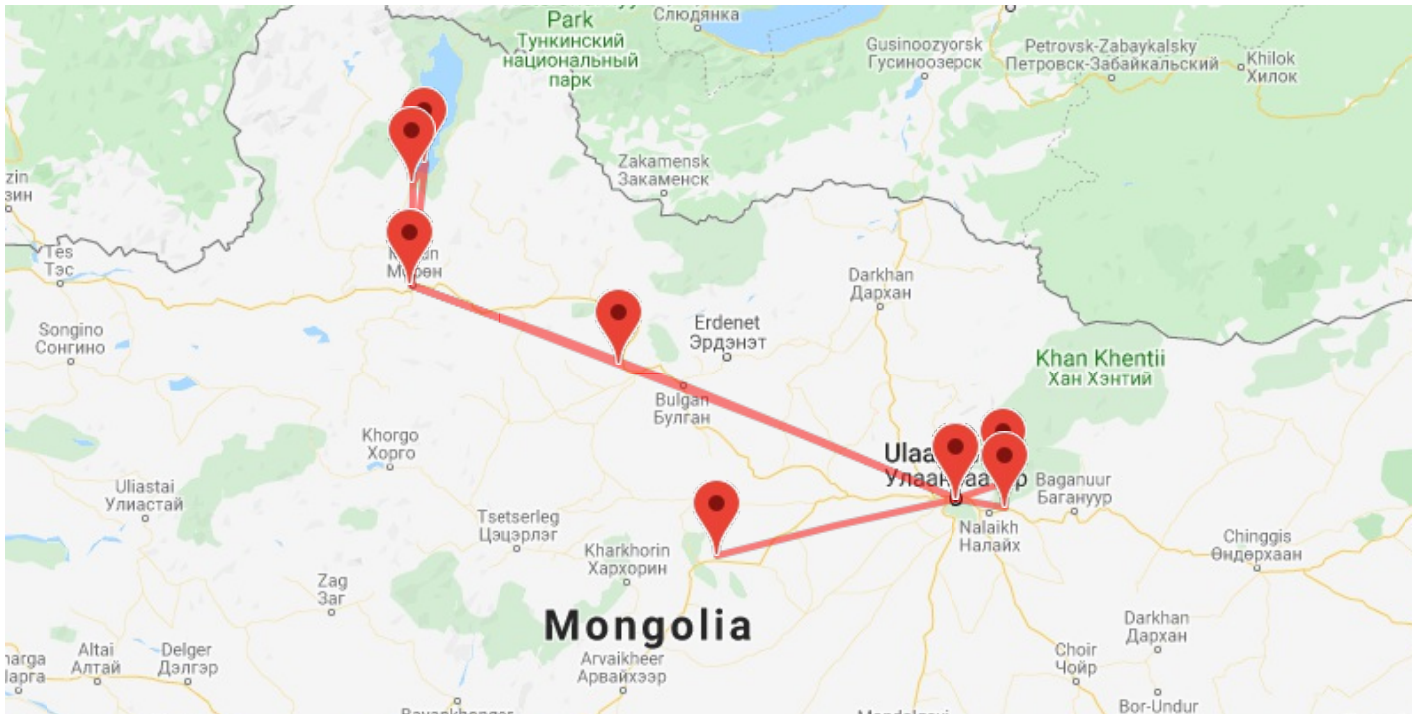 Park
Тункинский
национальный
парк
Слюдянка
Gusinoozyorsk
Гусиноозерск
Petrovsk-Zabaykalsky
Петровск-Забайкальский
Khilok
Хилок
Zakamensk
Закаменск
zin
зин
Tes
Тэс
Мөрөн
Darkhan
Дархан
Songino
Сонгино
Erdenet
Эрдэнэт
Khan Khentii
Хан Хэнтий
Bulgan
Булган
Khorgo
Хорго
Uliastai
Улиастай
Baganuur
Багануур
Tsetserleg
Цэцэрлэг
Nalaikh
Налайх
Kharkhorin
Хархорин
Chinggis
Өндөрхаан
Zag
Заг
Mongolia
Darkhan
Дархан
Altai
Алтай
Delger
Дэлгэр
Arvaikheer
Арвайхээр
Choir
Чойр
Bor-Undur